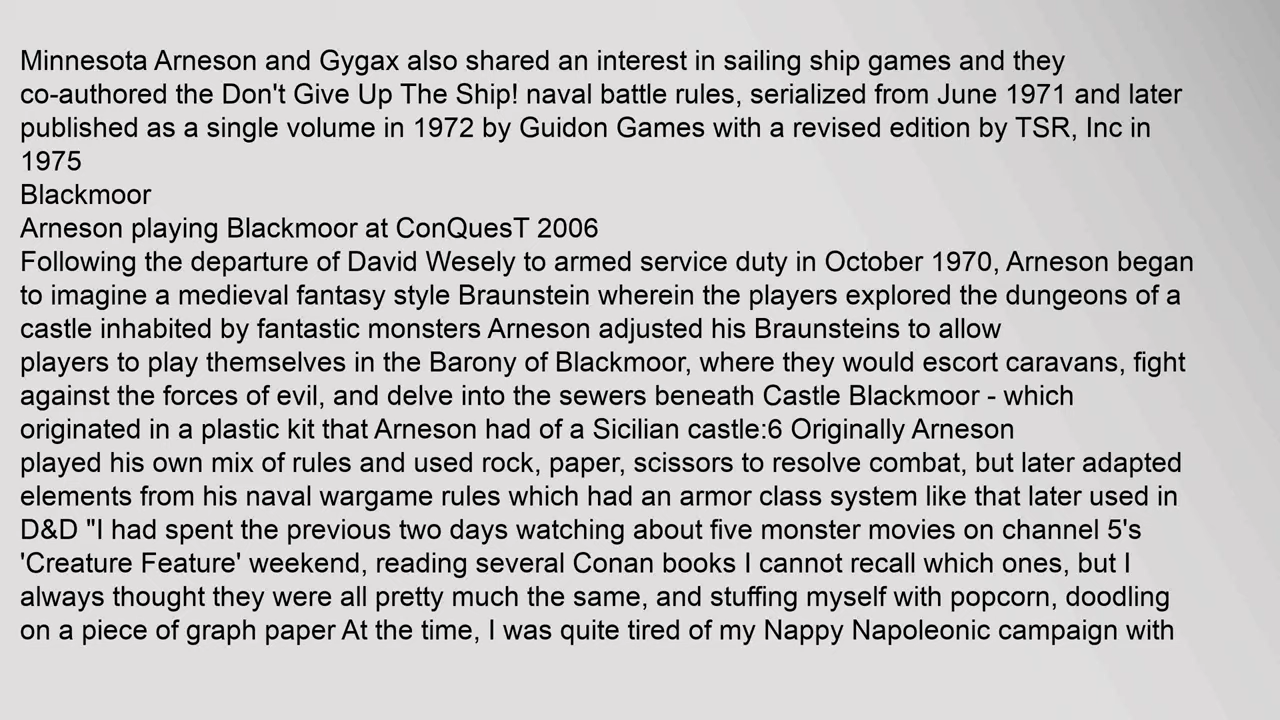 Minnesota Arneson and Gygax also shared an interest in sailing ship games and they
co-authored the Don't Give Up The Ship! naval battle rules, serialized from June 1971 and later
published as a single volume in 1972 by Guidon Games with a revised edition by TSR, Inc in
1975
Blackmoor
Arneson playing Blackmoor at ConQuesT 2006
Following the departure of David Wesely to armed service duty in October 1970, Arneson began
to imagine a medieval fantasy style Braunstein wherein the players explored the dungeons of a
castle inhabited by fantastic monsters Arneson adjusted his Braunsteins to allow
players to play themselves in the Barony of Blackmoor, where they would escort caravans, fight
against the forces of evil, and delve into the sewers beneath Castle Blackmoor - which
originated in a plastic kit that Arneson had of a Sicilian castle:6 Originally Arneson
played his own mix of rules and used rock, paper, scissors to resolve combat, but later adapted
elements from his naval wargame rules which had an armor class system like that later used in
D&D "I had spent the previous two days watching about five monster movies on channel 5's
'Creature Feature' weekend, reading several Conan books I cannot recall which ones, but I
always thought they were all pretty much the same, and stuffing myself with popcorn, doodling
on a piece of graph paper At the time, I was quite tired of my Nappy Napoleonic campaign with